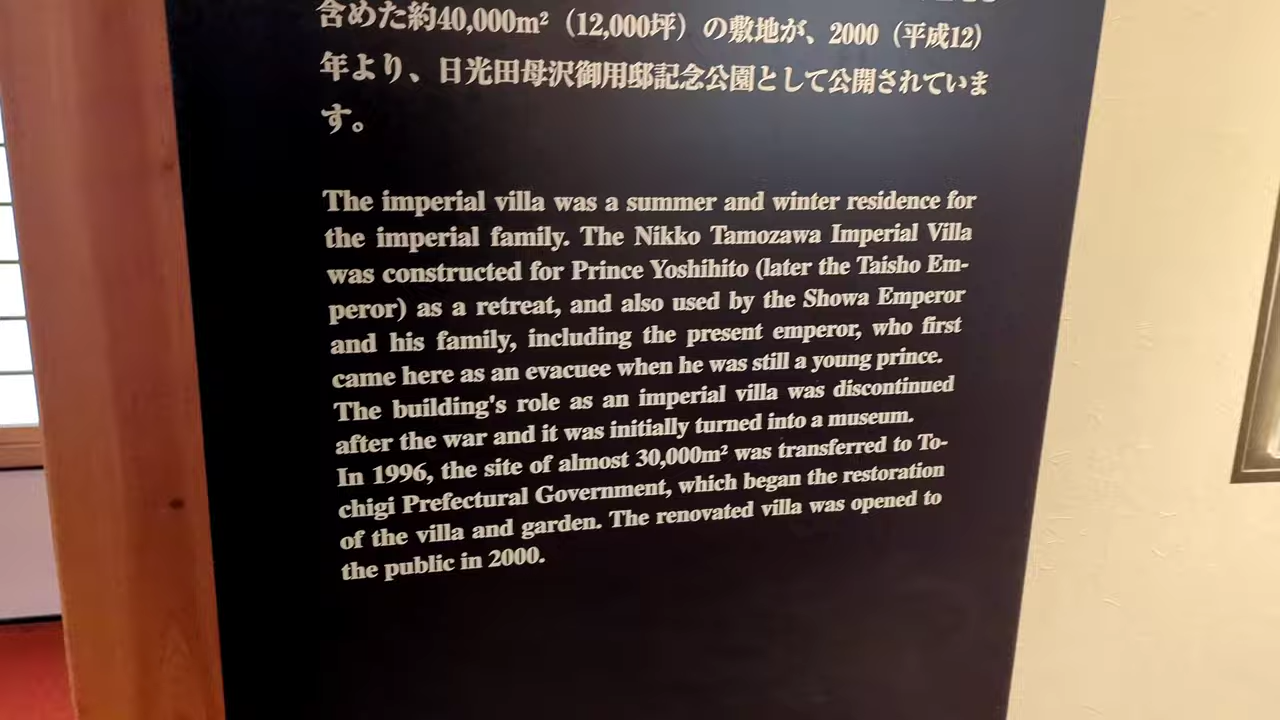 含めた約40,000m²（12,000坪）の敷地が、2000（平成12）
年より、日光田母沢御用邸記念公園として公開されていま
す。
The imperial villa was a summer and winter residence for
the imperial family. The Nikko Tamozawa Imperial Villa
was constructed for Prince Yoshihito (later the Taisho Em-
peror) as a retreat, and also used by the Showa Emperor
and his family, including the present emperor, who first
came here as an evacuee when he was still a young prince.
The building's role as an imperial villa was discontinued
after the war and it was initially turned into a museum.
In 1996, the site of almost 30,000m² was transferred to To-
chigi Prefectural Government, which began the restoration
of the villa and garden. The renovated villa was opened to
the public in 2000.